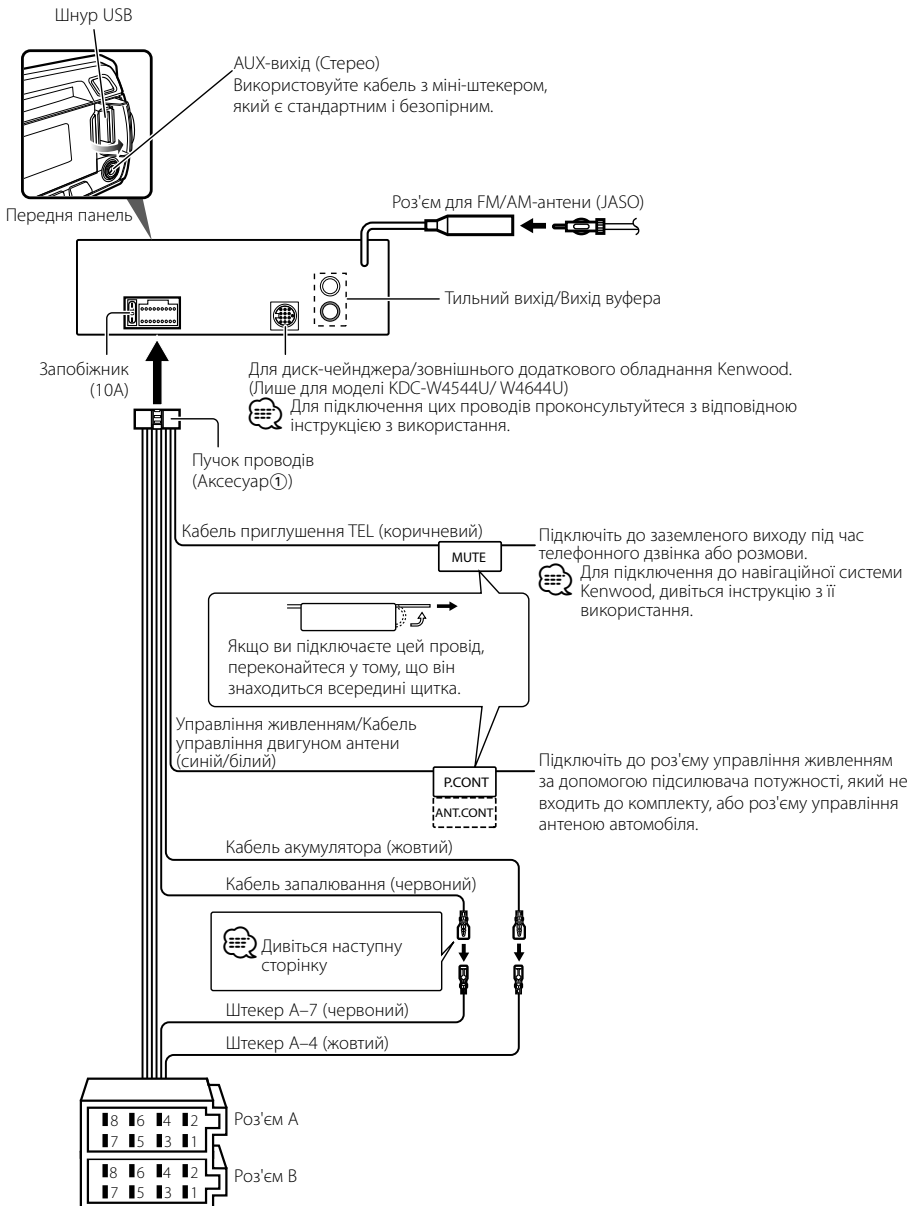 Шнур USB
AUX-вихід (Стерео)
Використовуйте кабель з міні-штекером,
який є стандартним і безопірним.
Передня панель
Роз'єм для FM/AM-антени (JASO)
Тильний вихід/Вихід вуфера
Запобіжник
(10A)
Для диск-чейнджера/зовнішнього додаткового обладнання Kenwood.
(Лише для моделі KDC-W4544U/ W4644U)
Для підключення цих проводів проконсультуйтеся з відповідною
інструкцією з використання.
Пучок проводів
(Аксесуар①)
Кабель приглушення TEL (коричневий)
MUTE
Підключіть до заземленого виходу під час
телефонного дзвінка або розмови.
Для підключення до навігаційної системи
Kenwood, дивіться інструкцію з її
використання.
Якщо ви підключаєте цей провід,
переконайтеся у тому, що він
знаходиться всередині щитка.
Управління живленням/Кабель
управління двигуном антени
(синій/білий)
P.CONT
ANT.CONT
Підключіть до роз'єму управління живленням
за допомогою підсилювача потужності, який не
входить до комплекту, або роз'єму управління
антеною автомобіля.
Кабель акумулятора (жовтий)
Кабель запалювання (червоний)
Дивіться наступну
сторінку
Штекер A–7 (червоний)
Штекер A–4 (жовтий)
8 6 4 2
7 5 3 1
Роз'єм A
8 6 4 2
7 5 3 1
Роз'єм B